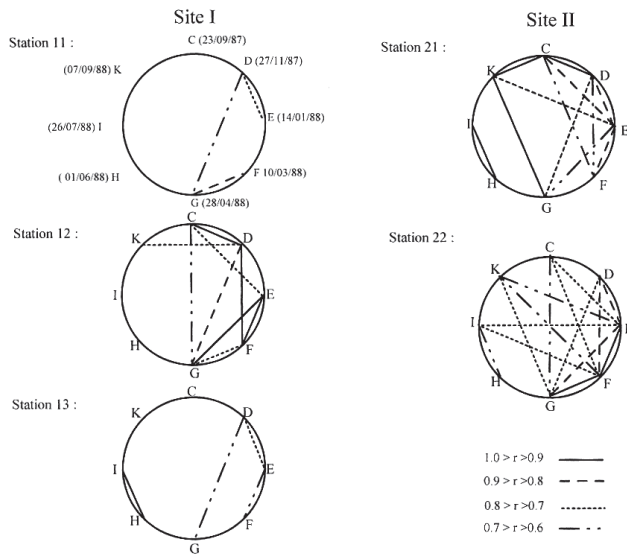 Site I
Site II
Station 11 :
C (23/09/87)
(07/09/88) K
D (27/11/87)
(26/07/88) I
E (14/01/88)
( 01/06/88) H
F 10/03/88)
G (28/04/88)
Station 21 :
C
K
D
I
E
H
F
G
Station 12 :
C
K
D
I
E
H
F
G
Station 22 :
C
K
D
I
E
H
F
G
Station 13 :
C
K
D
I
E
H
F
G
1.0 > r >0.9
0.9 > r >0.8
0.8 > r >0.7
0.7 > r >0.6